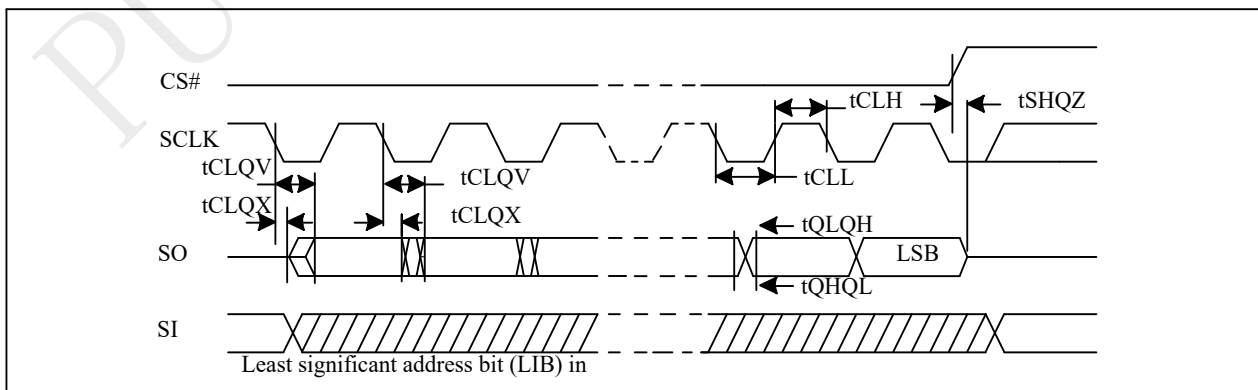 PU
CS#
tCLH
tSHQZ
SCLK
tCLQV
tCLQV
tCLL
tCLQX
tCLQX
tQLQH
SO
LSB
tQHQL
SI
Least significant address bit (LIB) in